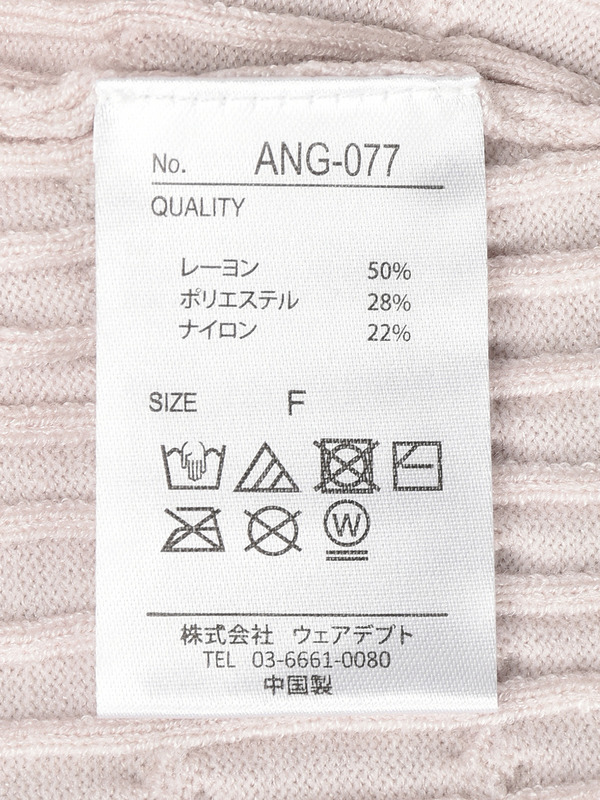 No. ANG-077
QUALITY
レーヨン 50%
ポリエステル 28%
ナイロン 22%
SIZE F
W
株式会社 ウェアデプト
TEL 03-6661-0080
中国製